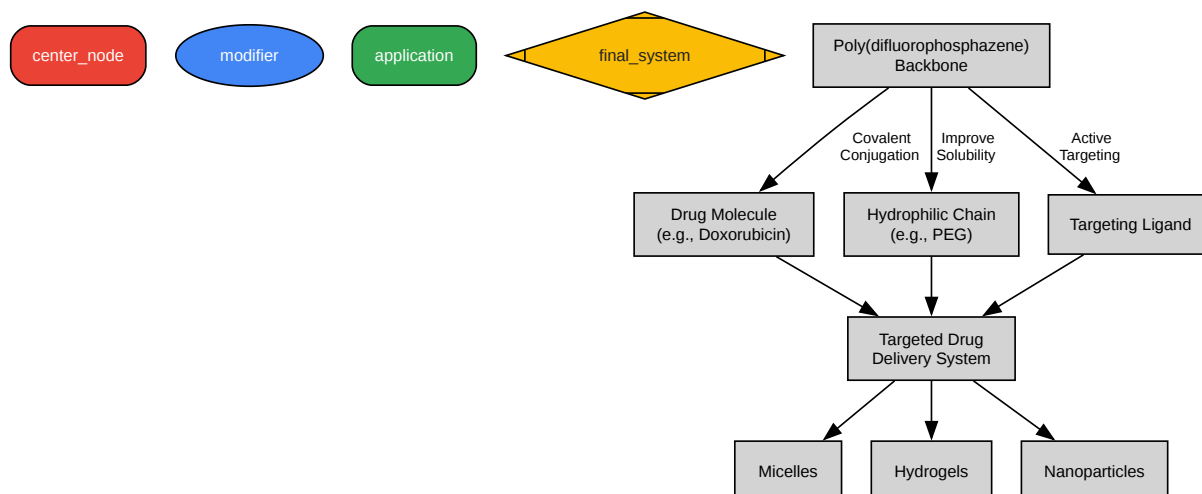 center_node
modifier
application
final_system
Poly(difluorophosphazene)
Backbone
Covalent
Conjugation
Improve
Solubility
Active
Targeting
Drug Molecule
(e.g., Doxorubicin)
Hydrophilic Chain
(e.g., PEG)
Targeting Ligand
Targeted Drug
Delivery System
Micelles
Hydrogels
Nanoparticles